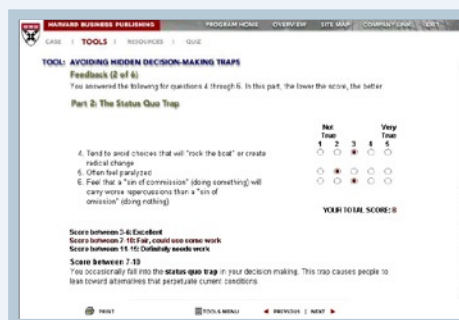 HARVARD BUSINESS PUBLISHING PROGRAM HOME OVERVIEW SITE MAP COMPANY LINK EXIT
CASE | TOOLS | RESOURCES | QUIZ
TOOL: AVOIDING HIDDEN DECISION-MAKING TRAPS
Feedback (2 of 6)
You answered the following for questions 4 through 6. In this part, the lower the score, the better
Part 2: The Status Quo Trap
Not Very
True True
1 2 3 4 5
4. Tend to avoid choices that will "rock the boat" or create
radical change
5. Often feel paralyzed
6. Feel that a "sin of commission" (doing something) will
carry worse repercussions than a "sin of
omission" (doing nothing)
YOUR TOTAL SCORE: 8
Score between 3-6: Excellent
Score between 7-10: Fair, could use some work
Score between 11-15: Definitely needs work
Score between 7-10
You occasionally fall into the status quo trap in your decision making. This trap causes people to
lean toward alternatives that perpetuate current conditions.
PRINT TOOLS MENU PREVIOUS | NEXT